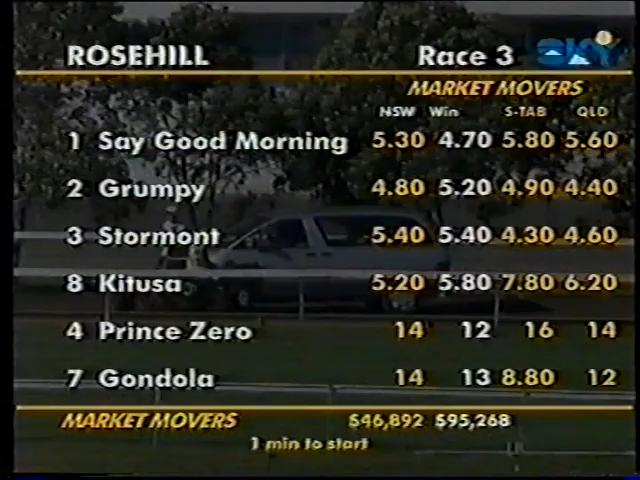 ROSEHILL Race 3 SKY
MARKET MOVERS
NSW Win S-TAB QLD
1 Say Good Morning 5.30 4.70 5.80 5.60
2 Grumpy 4.80 5.20 4.90 4.40
3 Stormont 5.40 5.40 4.30 4.60
8 Kitusa 5.20 5.80 7.80 6.20
4 Prince Zero 14 12 16 14
7 Gondola 14 13 8.80 12
MARKET MOVERS $46,892 $95,268
1 min to start